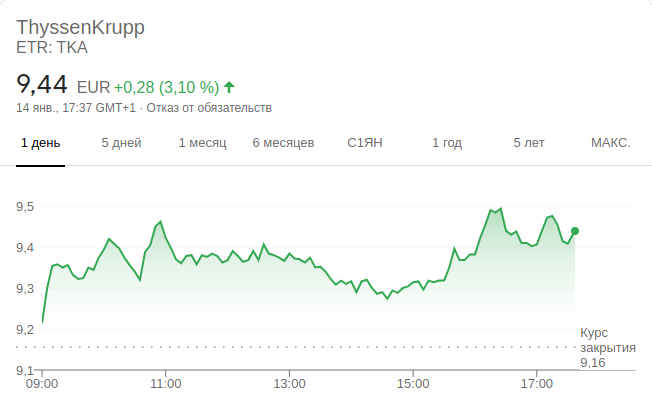 ThyssenKrupp
ETR: TKA
9,44 EUR +0,28 (3,10 %)
14 янв., 17:37 GMT+1 · Отказ от обязательств
1 день 5 дней 1 месяц 6 месяцев С1ЯН 1 год 5 лет МАКС.
9,5
9,4
9,3
9,2
9,1
Курс
закрытия
9,16
09:00 11:00 13:00 15:00 17:00